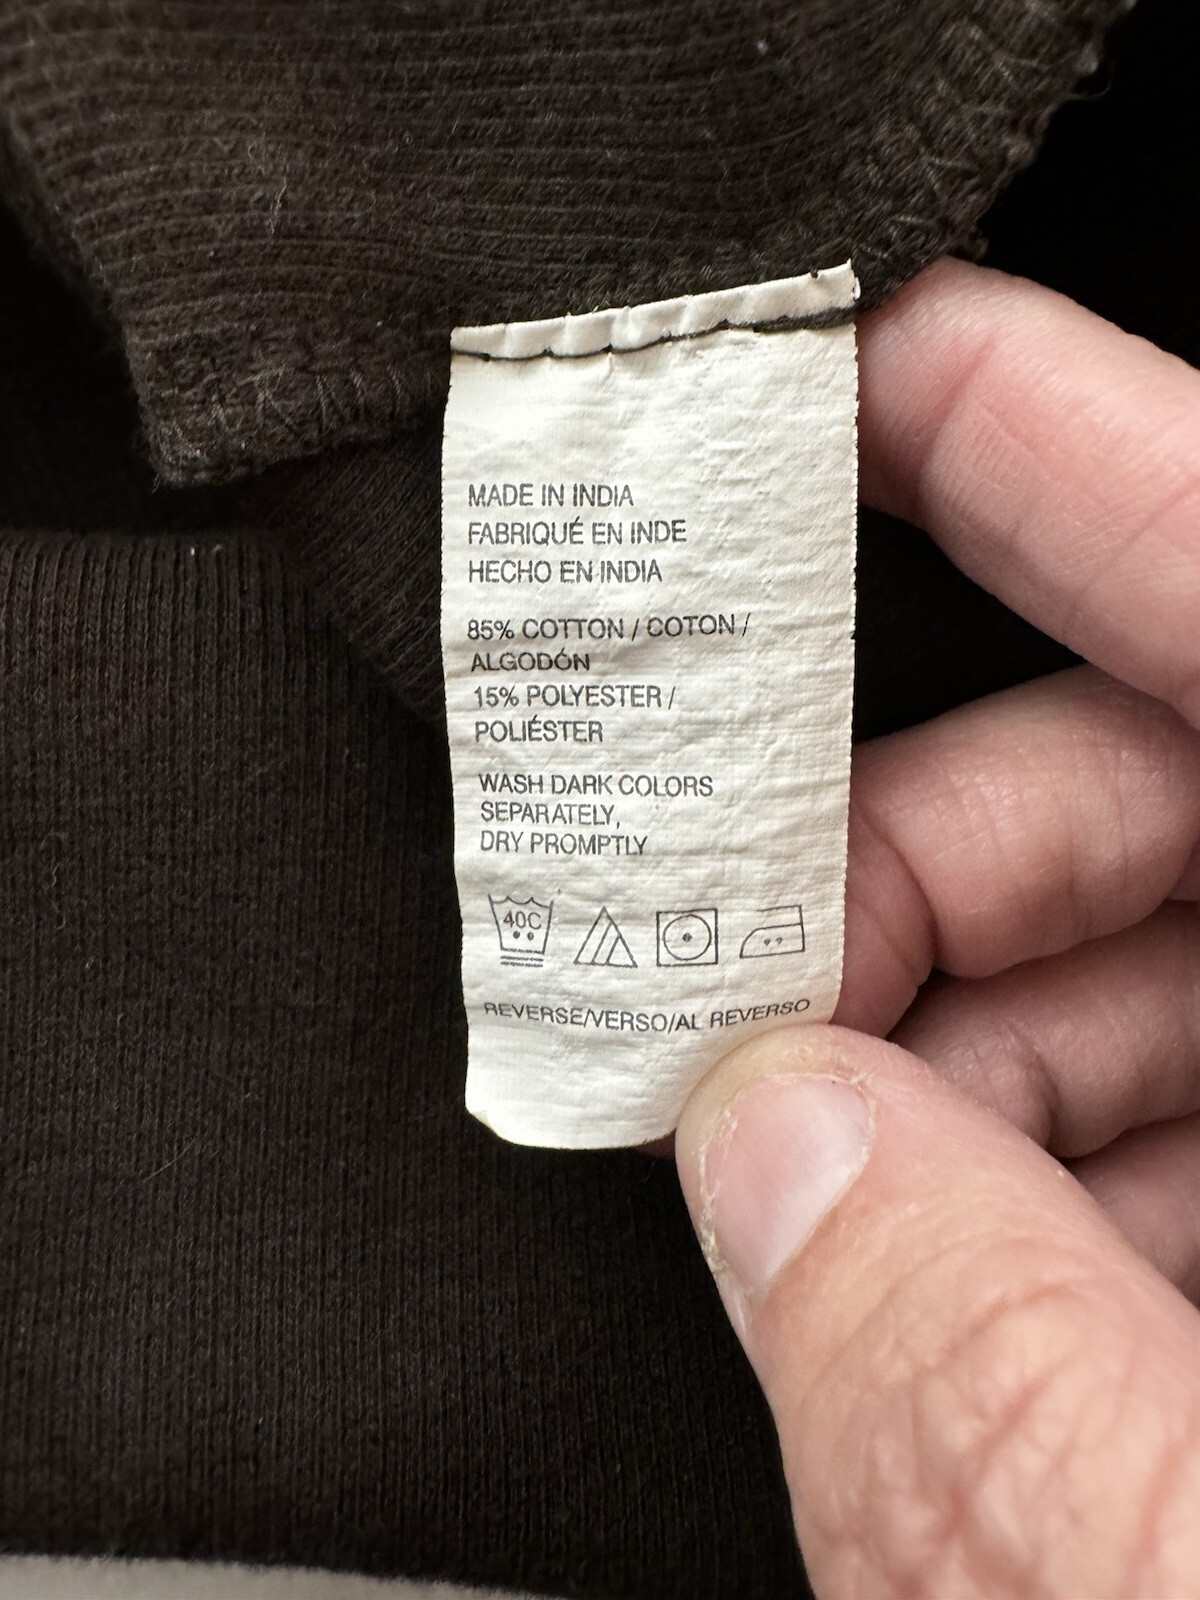 MADE IN INDIA
FABRIQUÉ EN INDE
HECHO EN INDIA
85% COTTON / COTON /
ALGODÓN
15% POLYESTER /
POLIÉSTER
WASH DARK COLORS
SEPARATELY,
DRY PROMPTLY
40C
REVERSE/VERSO/AL REVERSO